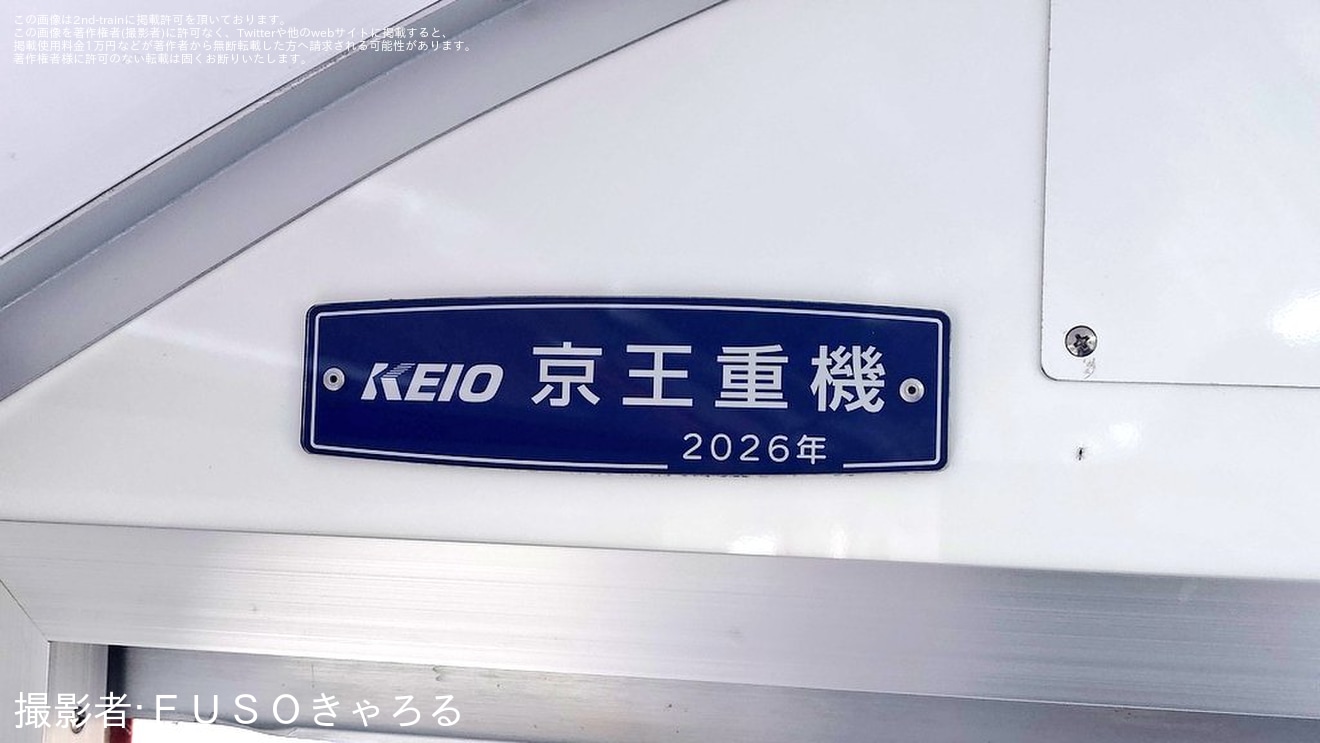 この画像は2nd-trainに掲載許可を頂いております。
この画像を著作権者(撮影者)に許可なく、Twitterや他のwebサイトに掲載すると、
掲載使用料金1万円などが著作者から無断転載した方へ請求される可能性があります。
著作権者様に許可のない転載は固くお断りいたします。
KEIO 京王重機
2026年
撮影者:ＦＵＳＯきゃろる